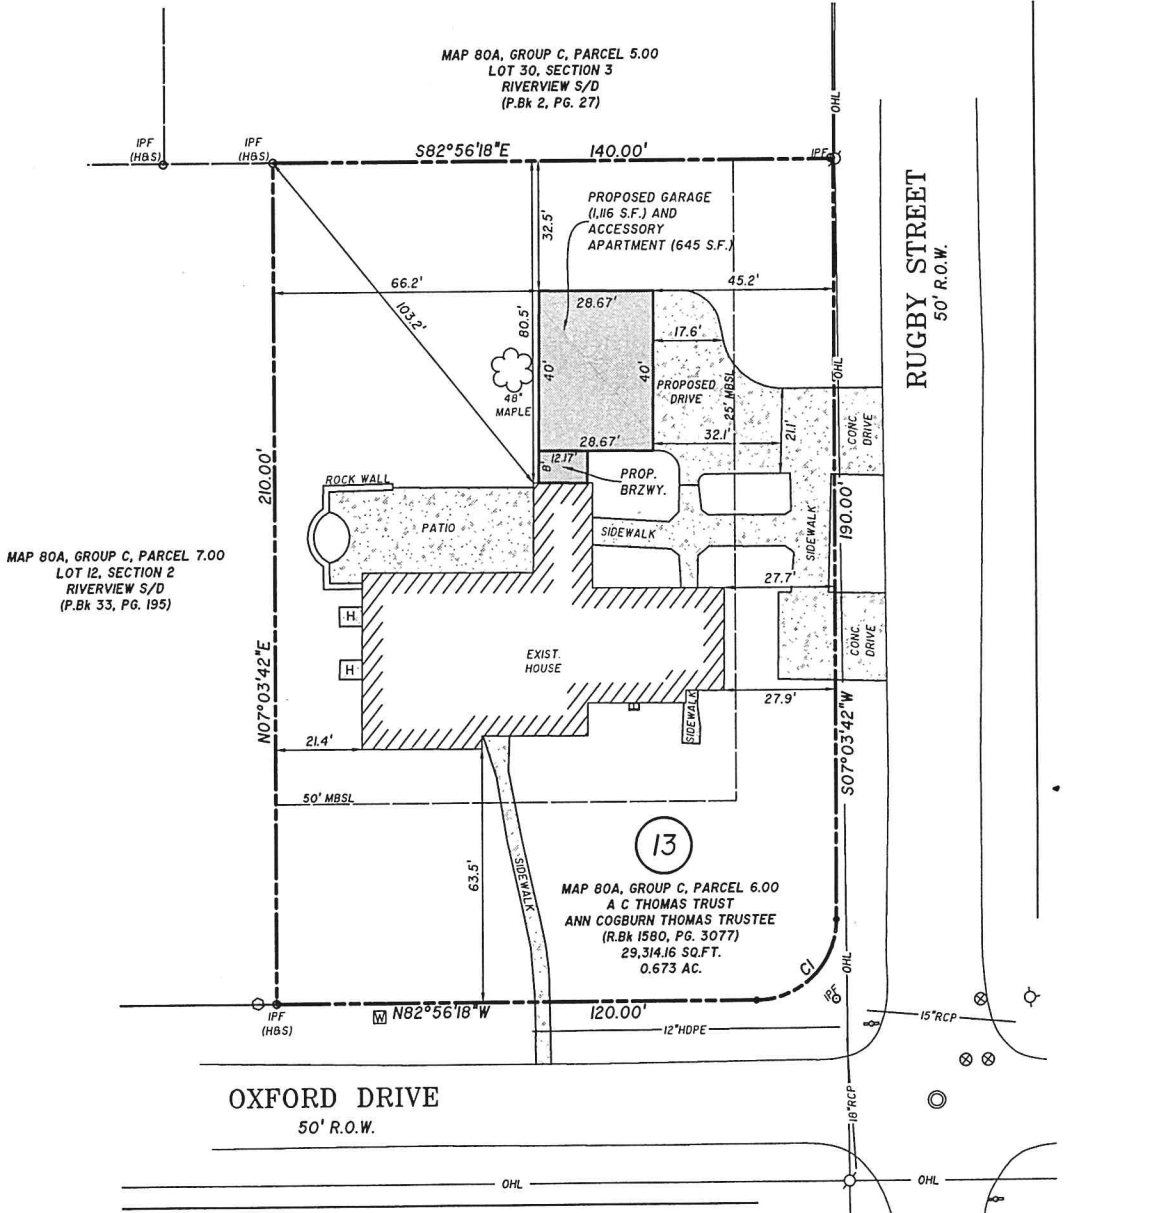 MAP 80A, GROUP C, PARCEL 5.00
LOT 30, SECTION 3
RIVERVIEW S/D
(P.Bk 2, PG. 27)
OHL
IPF
(H&S)
IPF
(H&S)
S82°56'18"E
140.00'
IPF
RUGBY STREET
50' R.O.W.
PROPOSED GARAGE
(1,116 S.F.) AND
ACCESSORY
APARTMENT (645 S.F.)
32.5'
66.2'
45.2'
103.2'
28.67'
80.5'
17.6'
40'
40'
48"
MAPLE
PROPOSED
DRIVE
25' MBSL
OHL
28.67'
32.1'
21.1'
CONC.
DRIVE
8'
12.17'
PROP.
BRZWY.
210.00'
ROCK WALL
PATIO
SIDEWALK
SIDEWALK
190.00'
MAP 80A, GROUP C, PARCEL 7.00
LOT 12, SECTION 2
RIVERVIEW S/D
(P.Bk 33, PG. 195)
27.7'
H
H
EXIST.
HOUSE
CONC.
DRIVE
N07°03'42"E
27.9'
SIDEWALK
S07°03'42"W
21.4'
50' MBSL
13
63.5'
SIDEWALK
MAP 80A, GROUP C, PARCEL 6.00
A C THOMAS TRUST
ANN COGBURN THOMAS TRUSTEE
(R.Bk 1580, PG. 3077)
29,314.16 SQ.FT.
0.673 AC.
C1
OHL
IPF
IPF
(H&S)
W
N82°56'18"W
120.00'
12"HDPE
15"RCP
OXFORD DRIVE
50' R.O.W.
18"RCP
OHL
OHL